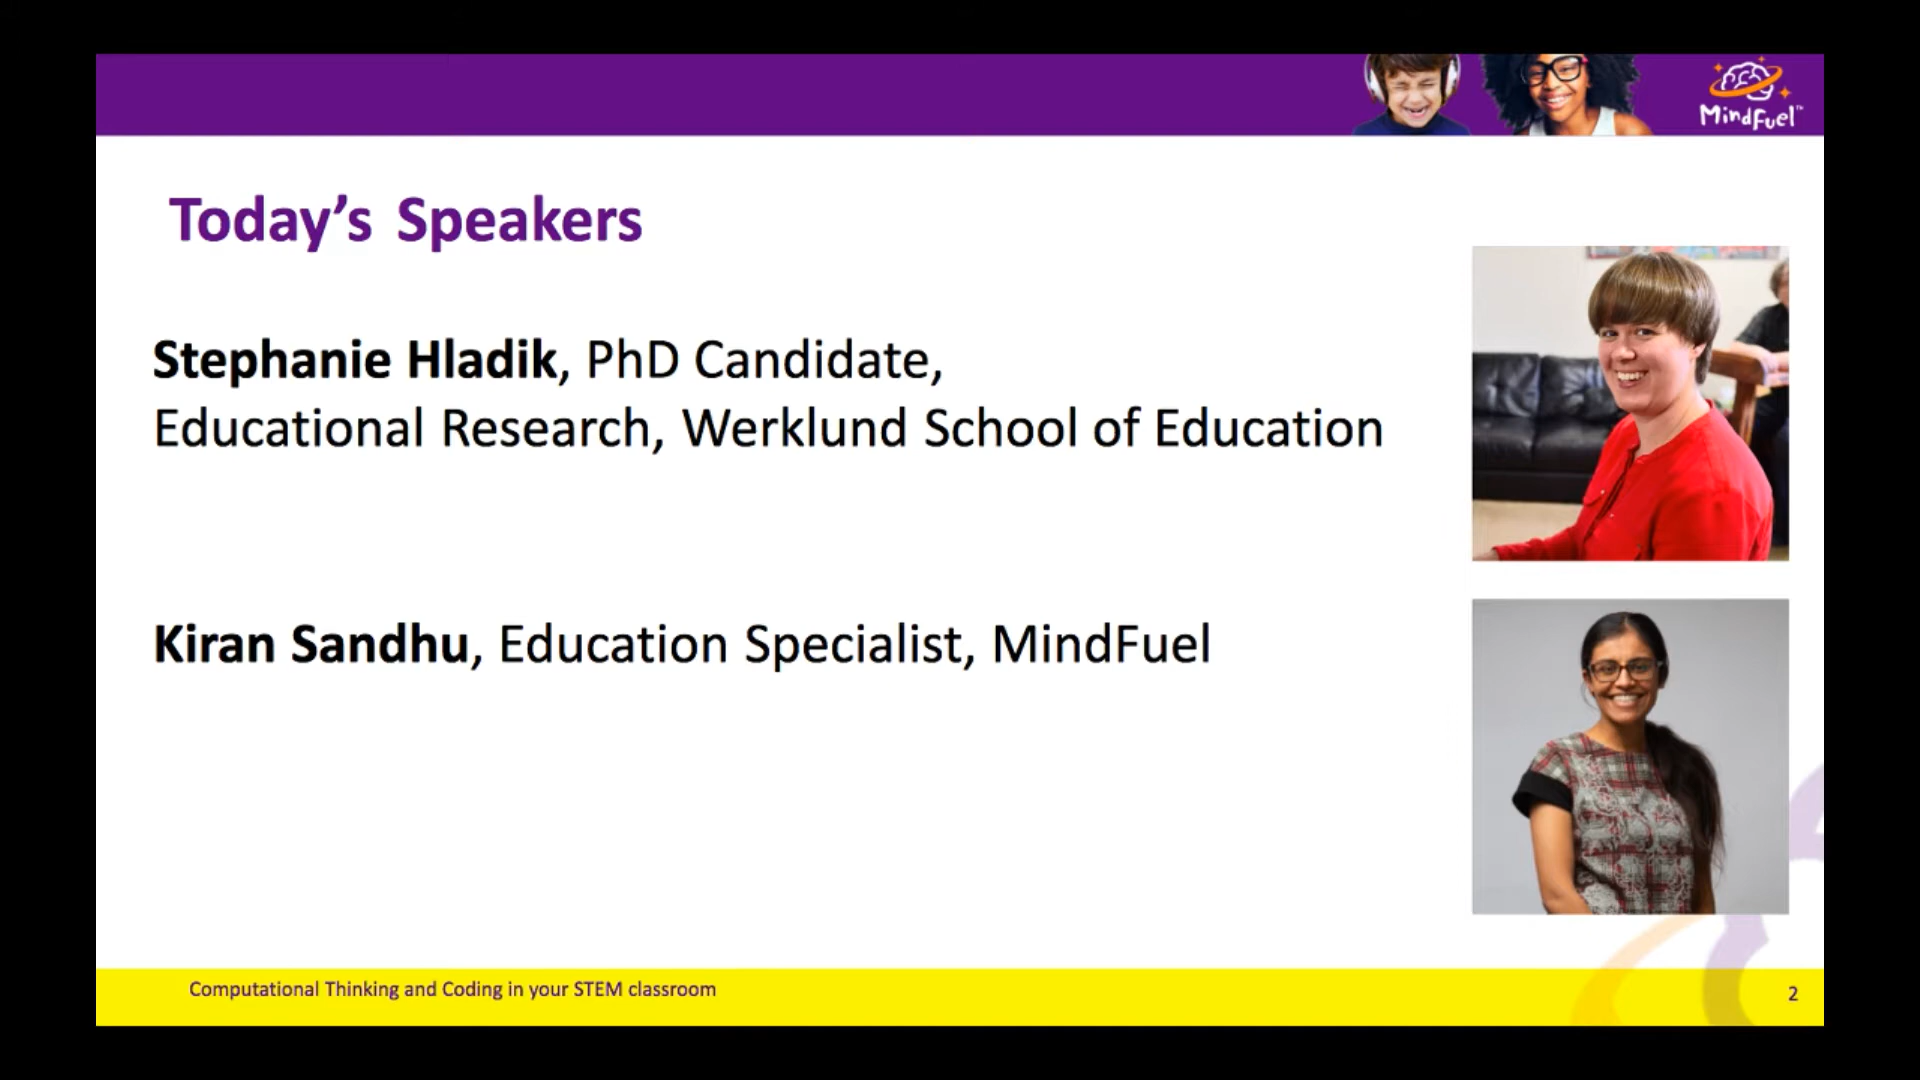 MindFuel™
Today's Speakers
Stephanie Hladik, PhD Candidate,
Educational Research, Werklund School of Education
Kiran Sandhu, Education Specialist, MindFuel
Computational Thinking and Coding in your STEM classroom
2